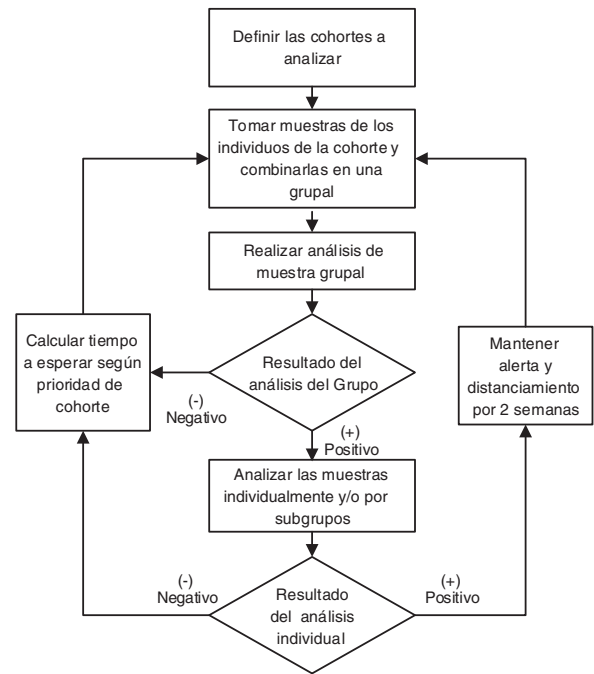 Definir las cohortes a
analizar
Tomar muestras de los
individuos de la cohorte y
combinarlas en una
grupal
Realizar análisis de
muestra grupal
Calcular tiempo
a esperar según
prioridad de
cohorte
Resultado del
análisis del Grupo
Mantener
alerta y
distanciamiento
por 2 semanas
(-)
Negativo
(+)
Positivo
Analizar las muestras
individualmente y/o por
subgrupos
(-)
Negativo
Resultado
del análisis
individual
(+)
Positivo